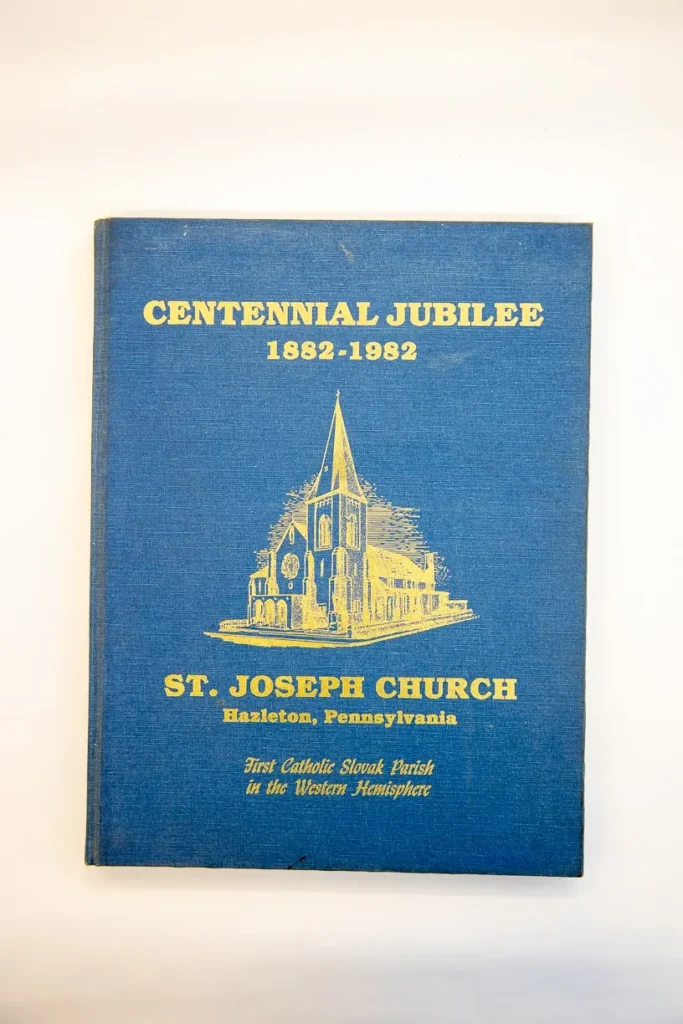 CENTENNIAL JUBILEE
1882-1982
ST. JOSEPH CHURCH
Hazleton, Pennsylvania
First Catholic Slovak Parish
in the Western Hemisphere